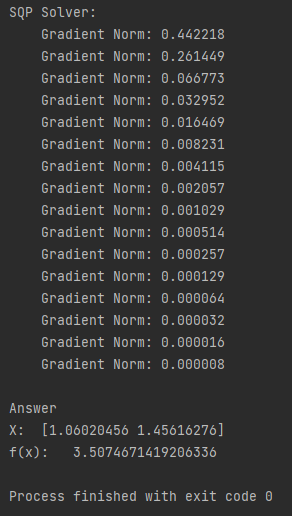 SQP Solver:
Gradient Norm: 0.442218
Gradient Norm: 0.261449
Gradient Norm: 0.066773
Gradient Norm: 0.032952
Gradient Norm: 0.016469
Gradient Norm: 0.008231
Gradient Norm: 0.004115
Gradient Norm: 0.002057
Gradient Norm: 0.001029
Gradient Norm: 0.000514
Gradient Norm: 0.000257
Gradient Norm: 0.000129
Gradient Norm: 0.000064
Gradient Norm: 0.000032
Gradient Norm: 0.000016
Gradient Norm: 0.000008
Answer
X:  [1.06020456 1.45616276]
f(x):   3.5074671419206336
Process finished with exit code 0